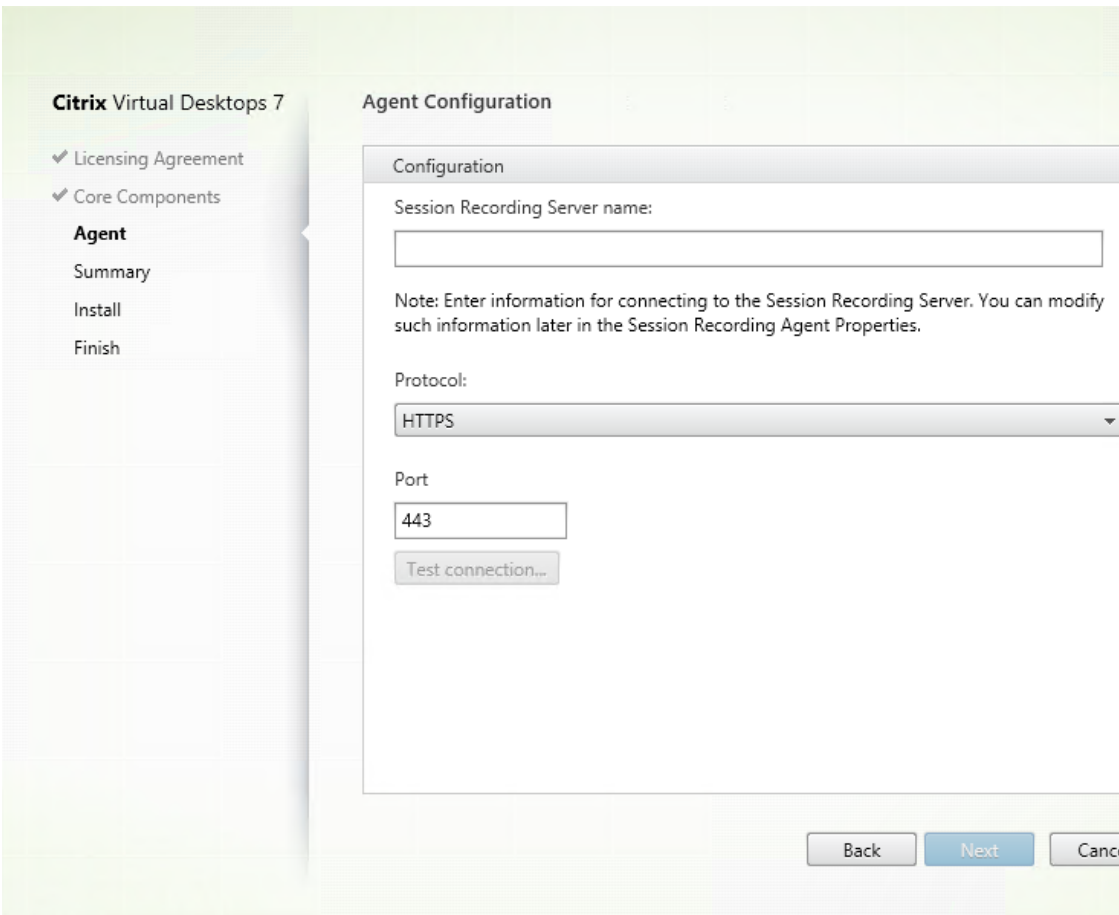 Citrix Virtual Desktops 7
Licensing Agreement
Core Components
Agent
Summary
Install
Finish
Agent Configuration
Configuration
Session Recording Server name:
Note: Enter information for connecting to the Session Recording Server. You can modify
such information later in the Session Recording Agent Properties.
Protocol:
HTTPS
Port
443
Test connection...
Back
Next